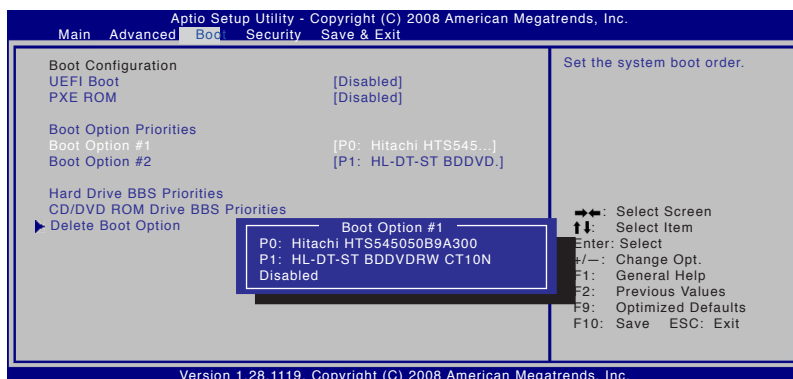 Aptio Setup Utility - Copyright (C) 2008 American Megatrends, Inc.
Main Advanced Boot Security Save & Exit
Boot Configuration
UEFI Boot [Disabled]
PXE ROM [Disabled]
Boot Option Priorities
Boot Option #1 [P0: Hitachi HTS545...]
Boot Option #2 [P1: HL-DT-ST BDDVD.]
Hard Drive BBS Priorities
CD/DVD ROM Drive BBS Priorities
Delete Boot Option
Boot Option #1
P0: Hitachi HTS545050B9A300
P1: HL-DT-ST BDDVDRW CT10N
Disabled
Set the system boot order.
→←: Select Screen
↑↓: Select Item
Enter: Select
+/—: Change Opt.
F1: General Help
F2: Previous Values
F9: Optimized Defaults
F10: Save ESC: Exit
Version 1.28.1119. Copyright (C) 2008 American Megatrends, Inc.